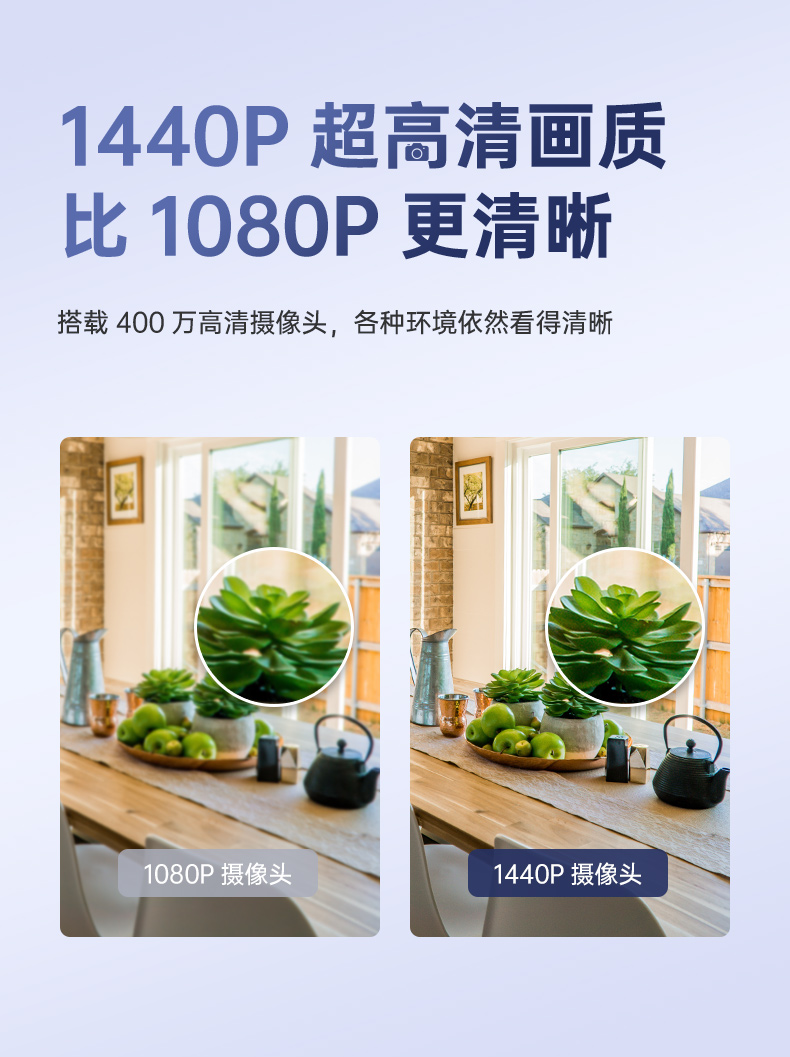 1440P 超高清画质
比 1080P 更清晰
搭载 400 万高清摄像头，各种环境依然看得清晰
1080P 摄像头
1440P 摄像头